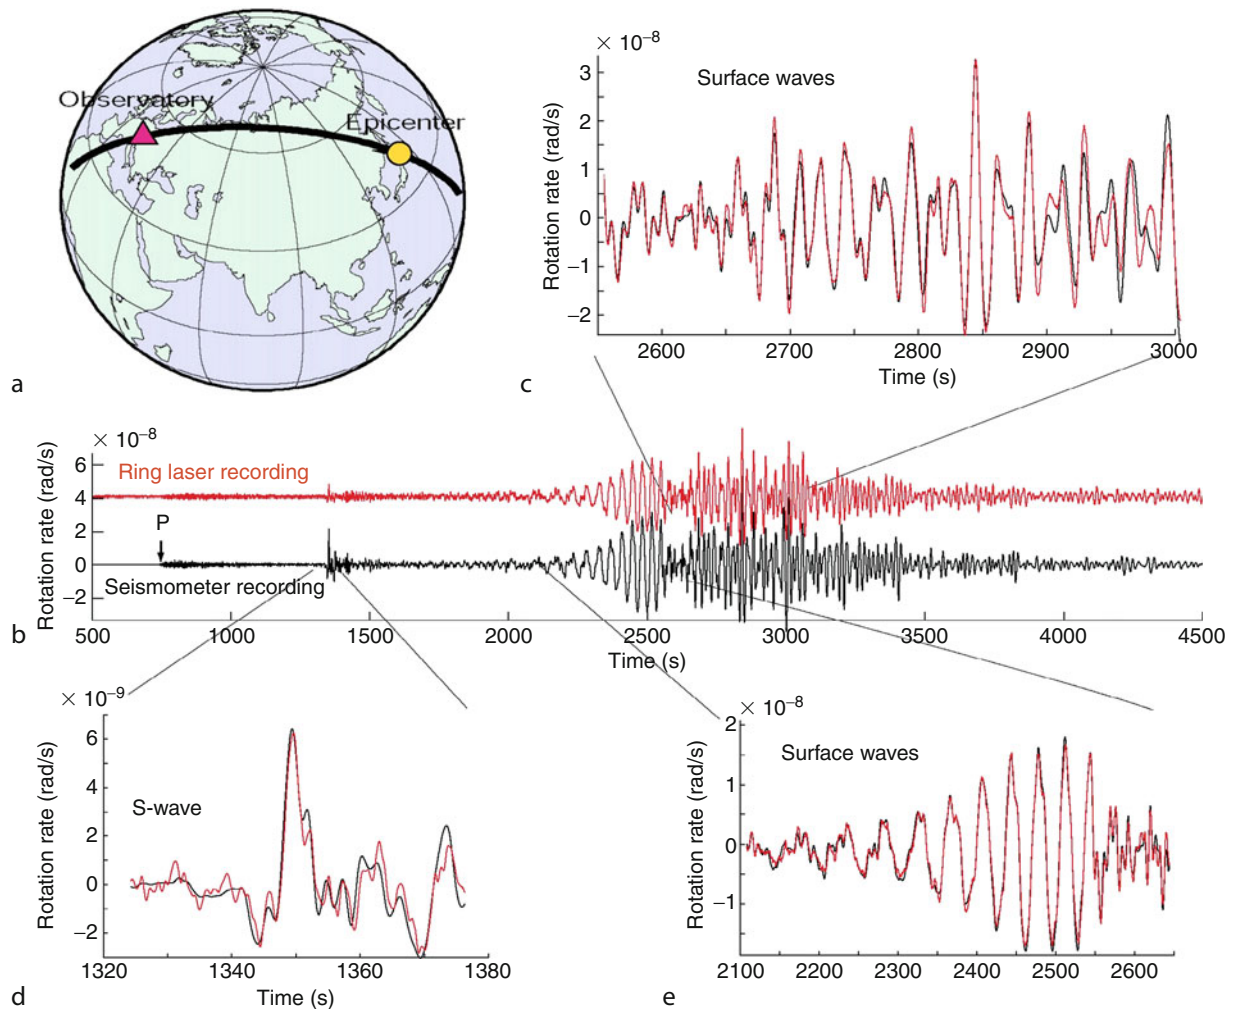 Observatory
Epicenter
a
× 10⁻⁸
Surface waves
Rotation rate (rad/s)
3
2
1
0
−1
−2
2600 2700 2800 2900 3000
Time (s)
c
× 10⁻⁸
Ring laser recording
Rotation rate (rad/s)
6
4
2
0
−2
P
Seismometer recording
500 1000 1500 2000 2500 3000 3500 4000 4500
Time (s)
b
× 10⁻⁹
Rotation rate (rad/s)
6
4
2
0
−2
S-wave
1320 1340 1360 1380
Time (s)
d
× 10⁻⁸
Surface waves
Rotation rate (rad/s)
2
1
0
−1
2100 2200 2300 2400 2500 2600
e